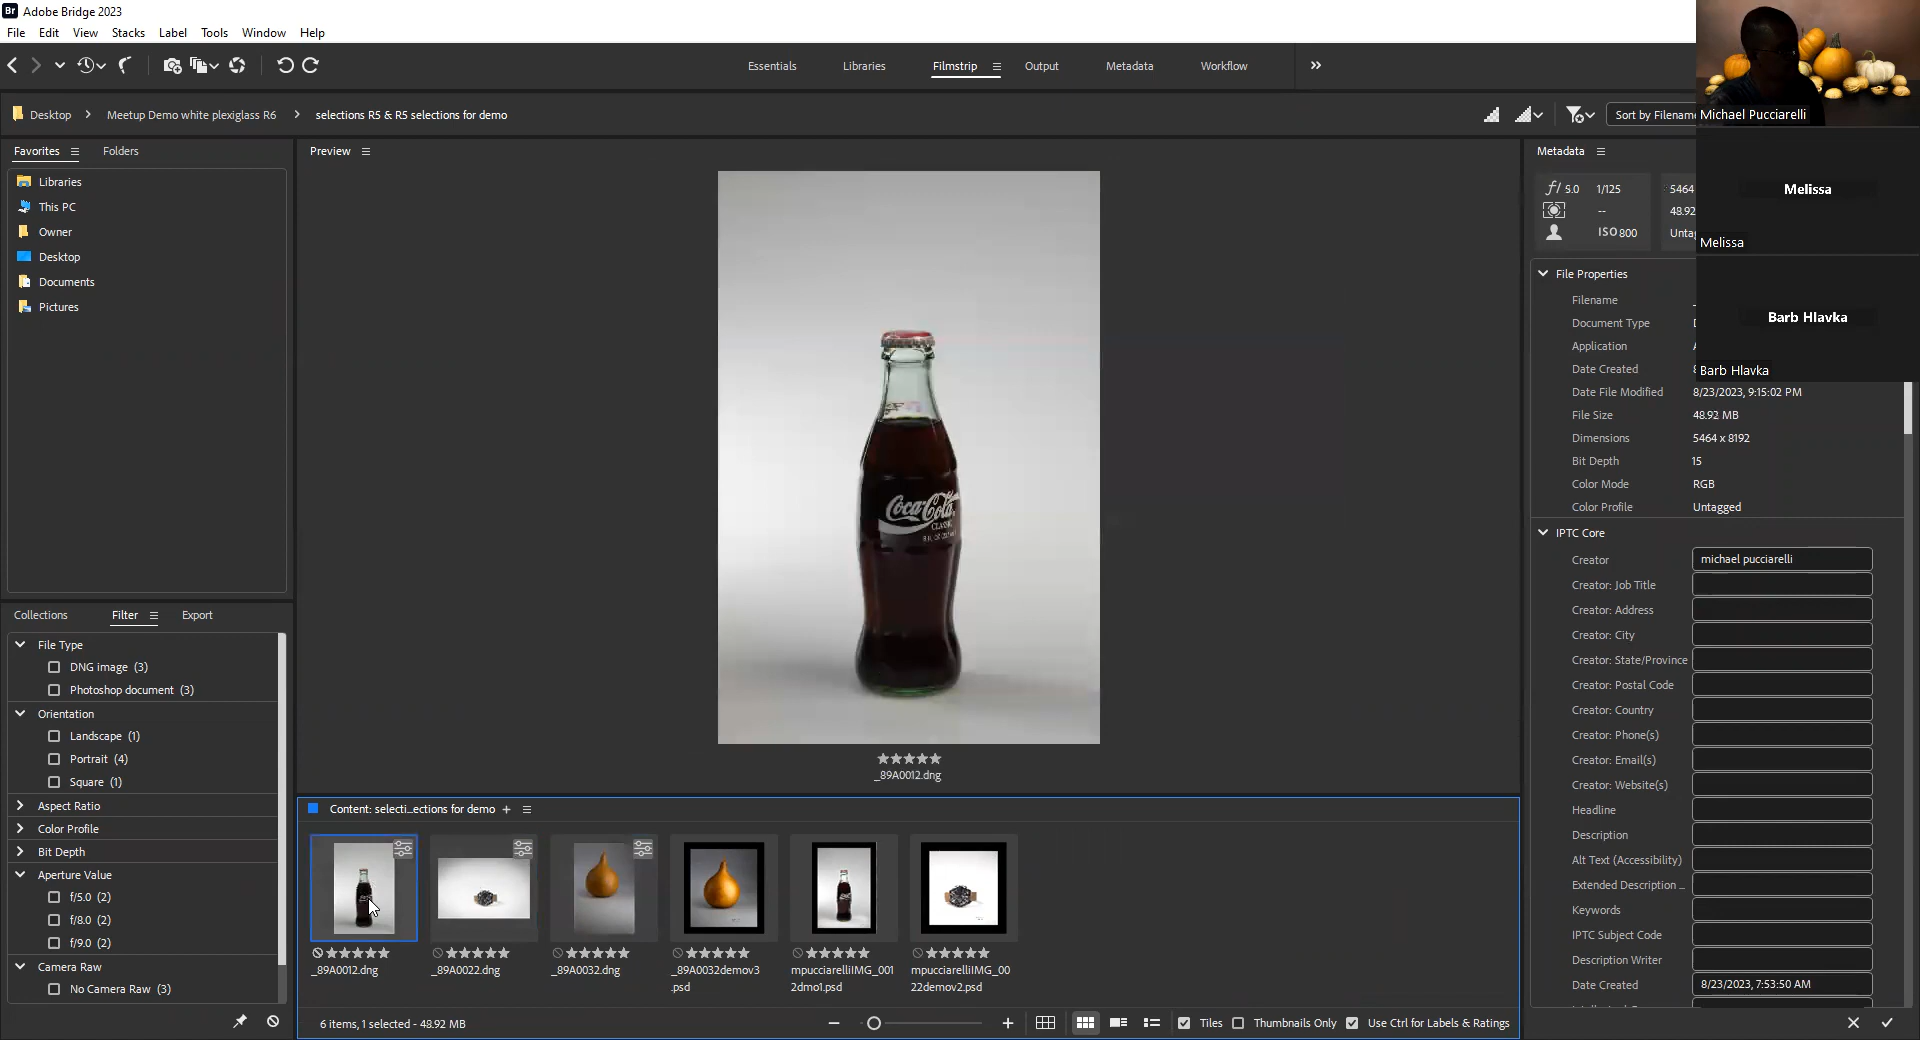 Br Adobe Bridge 2023
File Edit View Stacks Label Tools Window Help
Essentials Libraries Filmstrip Output Metadata Workflow
Desktop Meetup Demo white plexiglass R6 selections R5 & R5 selections for demo
Sort by Filename
Michael Pucciarelli
Melissa
Melissa
Barb Hlavka
Barb Hlavka
Favorites Folders
Libraries
This PC
Owner
Desktop
Documents
Pictures
Preview
Coca-Cola
CLASSIC
_89A0012.dng
Metadata
f/ 5.0 1/125 5464
-- 48.92
ISO 800 Unta
File Properties
Filename
Document Type
Application
Date Created
Date File Modified 8/23/2023, 9:15:02 PM
File Size 48.92 MB
Dimensions 5464 x 8192
Bit Depth 15
Color Mode RGB
Color Profile Untagged
IPTC Core
Creator michael pucciarelli
Creator: Job Title
Creator: Address
Creator: City
Creator: State/Province
Creator: Postal Code
Creator: Country
Creator: Phone(s)
Creator: Email(s)
Creator: Website(s)
Headline
Description
Alt Text (Accessibility)
Extended Description ...
Keywords
IPTC Subject Code
Description Writer
Date Created 8/23/2023, 7:53:50 AM
Collections Filter Export
File Type
DNG image (3)
Photoshop document (3)
Orientation
Landscape (1)
Portrait (4)
Square (1)
Aspect Ratio
Color Profile
Bit Depth
Aperture Value
f/5.0 (2)
f/8.0 (2)
f/9.0 (2)
Camera Raw
No Camera Raw (3)
Content: selecti...ections for demo
_89A0012.dng
_89A0022.dng
_89A0032.dng
_89A0032demov3
.psd
mpucciarelliIMG_001
2dmo1.psd
mpucciarelliIMG_00
22demov2.psd
6 items, 1 selected - 48.92 MB
Tiles Thumbnails Only Use Ctrl for Labels & Ratings